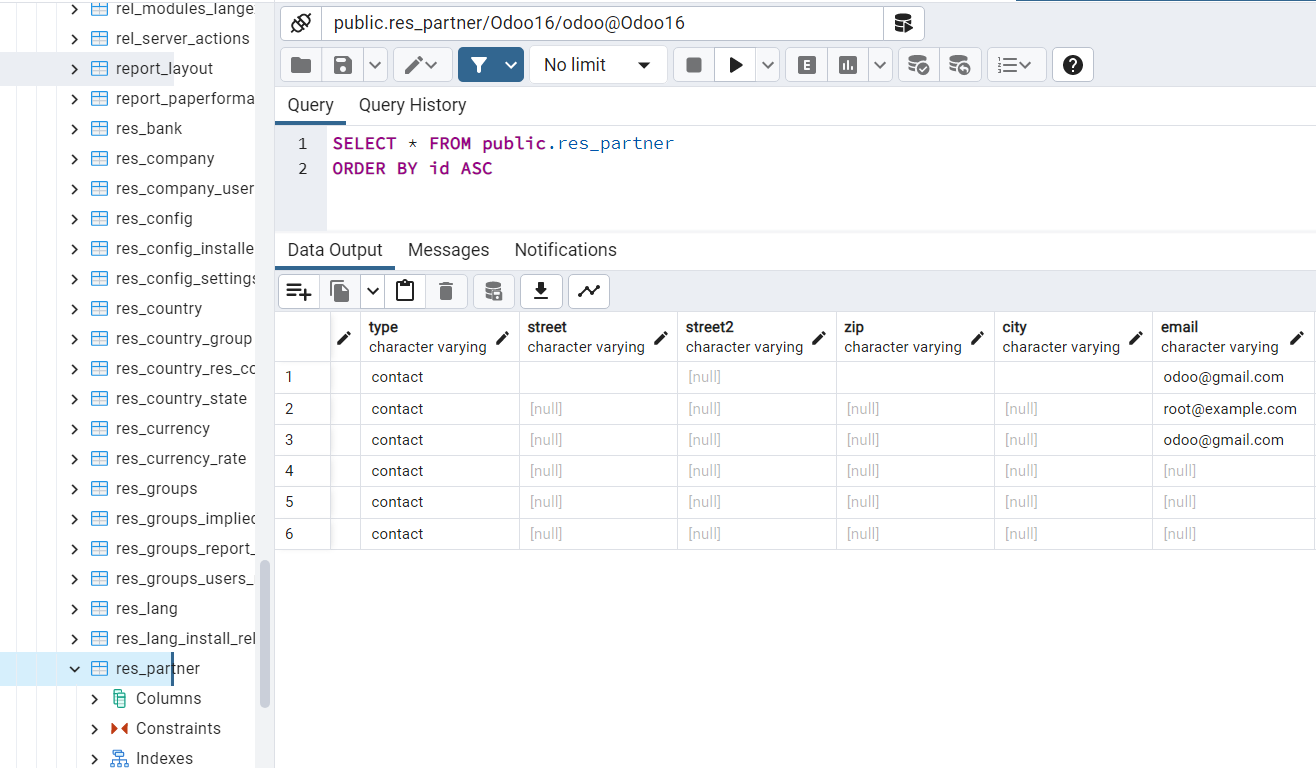 rel_modules_lange
rel_server_actions
report_layout
report_paperforma
res_bank
res_company
res_company_user
res_config
res_config_installe
res_config_settings
res_country
res_country_group
res_country_res_cc
res_country_state
res_currency
res_currency_rate
res_groups
res_groups_implied
res_groups_report_
res_groups_users_
res_lang
res_lang_install_rel
res_partner
Columns
Constraints
Indexes
public.res_partner/Odoo16/odoo@Odoo16
No limit
E
Query Query History
1 SELECT * FROM public.res_partner
2 ORDER BY id ASC
Data Output Messages Notifications
type street street2 zip city email
character varying character varying character varying character varying character varying character varying
1 contact [null] odoo@gmail.com
2 contact [null] [null] [null] [null] root@example.com
3 contact [null] [null] [null] [null] odoo@gmail.com
4 contact [null] [null] [null] [null] [null]
5 contact [null] [null] [null] [null] [null]
6 contact [null] [null] [null] [null] [null]